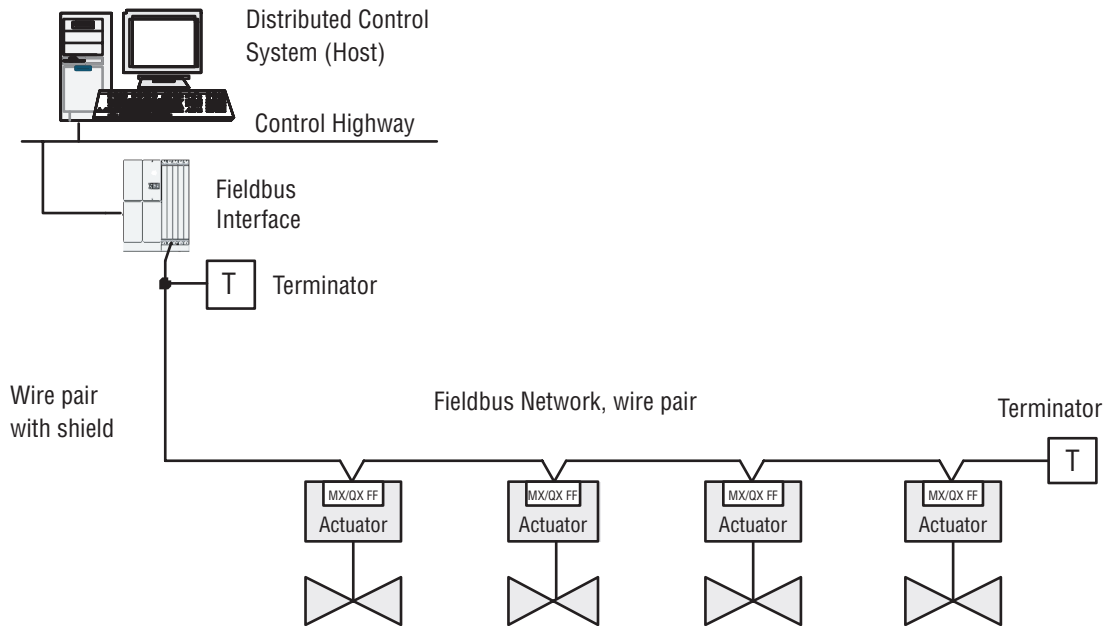 Distributed Control
System (Host)
Control Highway
Fieldbus
Interface
T
Terminator
Wire pair
with shield
Fieldbus Network, wire pair
Terminator
T
MX/QX FF
Actuator
MX/QX FF
Actuator
MX/QX FF
Actuator
MX/QX FF
Actuator